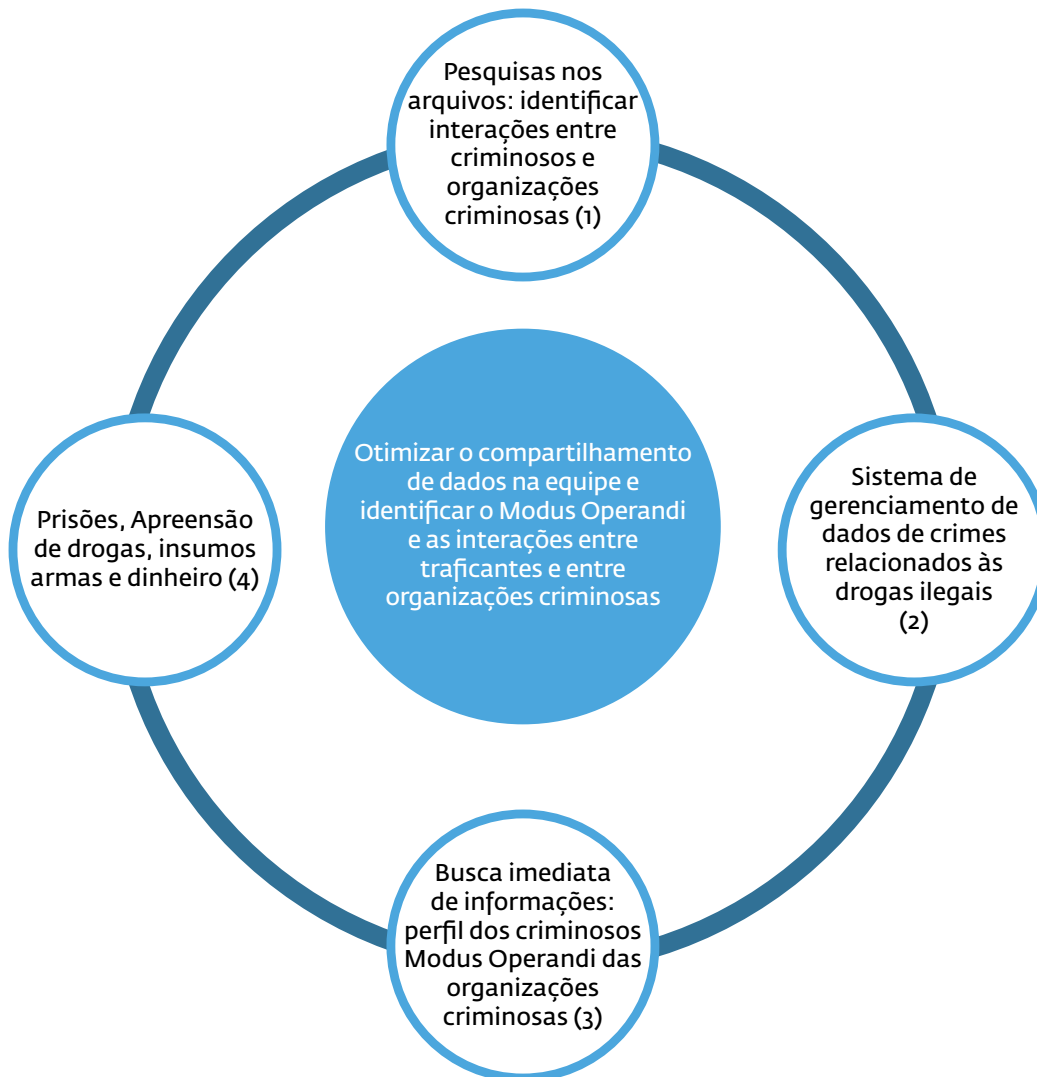 Pesquisas nos
arquivos: identificar
interações entre
criminosos e
organizações
criminosas (1)
Otimizar o compartilhamento
de dados na equipe e
identificar o Modus Operandi
e as interações entre
traficantes e entre
organizações criminosas
Sistema de
gerenciamento de
dados de crimes
relacionados às
drogas ilegais
(2)
Busca imediata
de informações:
perfil dos criminosos
Modus Operandi das
organizações
criminosas (3)
Prisões, Apreensão
de drogas, insumos
armas e dinheiro (4)